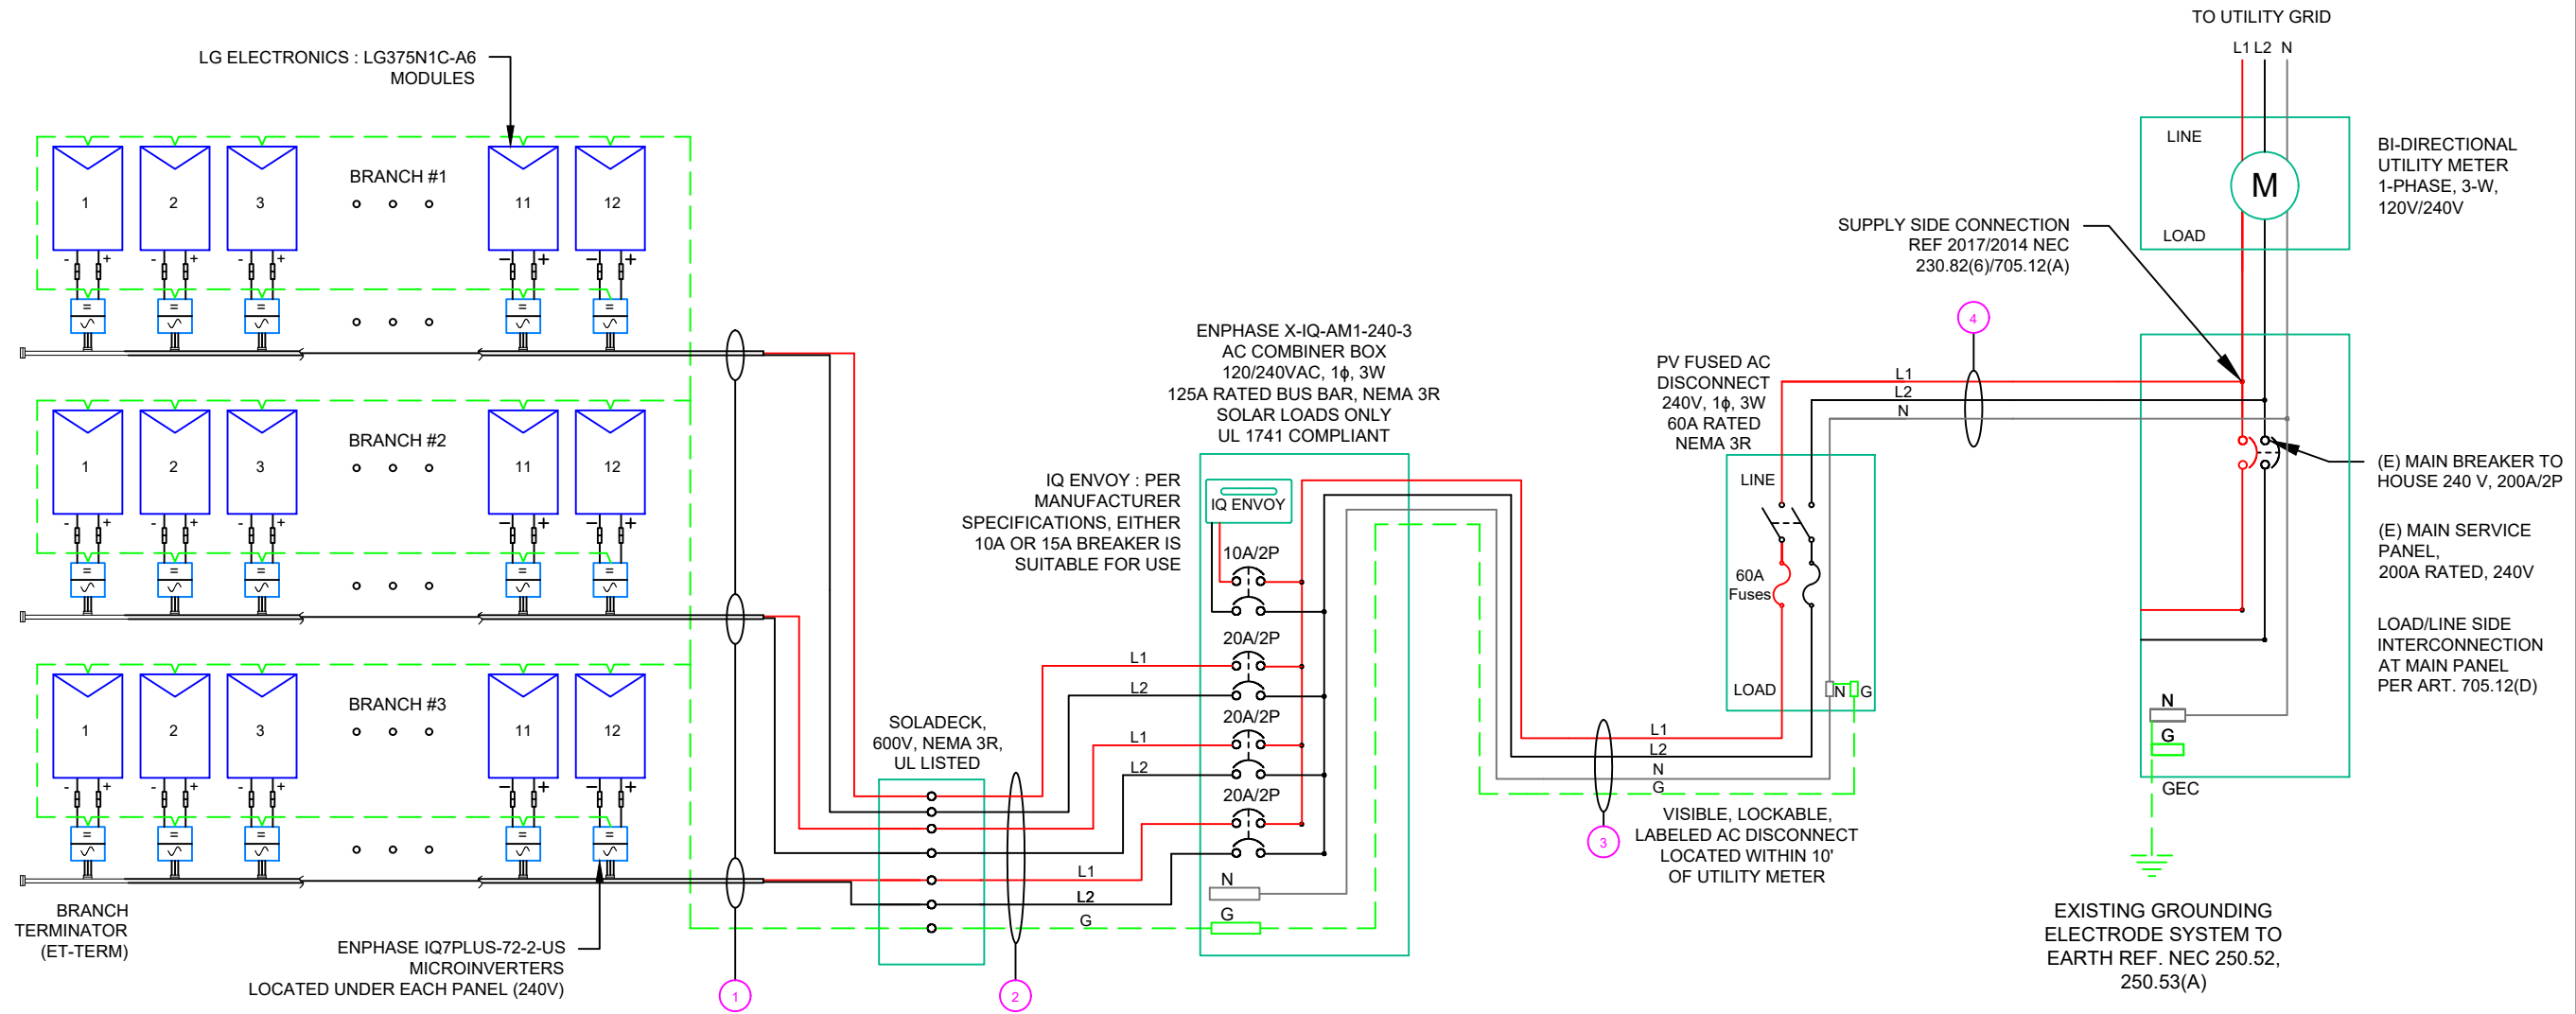 TO UTILITY GRID
L1 L2 N
LG ELECTRONICS : LG375N1C-A6
MODULES
BRANCH #1
1 2 3 11 12
- + - + - + - + - +
BRANCH #2
1 2 3 11 12
- + - + - + - + - +
BRANCH #3
1 2 3 11 12
- + - + - + - + - +
BRANCH
TERMINATOR
(ET-TERM)
ENPHASE IQ7PLUS-72-2-US
MICROINVERTERS
LOCATED UNDER EACH PANEL (240V)
1
SOLADECK,
600V, NEMA 3R,
UL LISTED
2
L1
L2
L1
L2
L1
L2
G
ENPHASE X-IQ-AM1-240-3
AC COMBINER BOX
120/240VAC, 1ϕ, 3W
125A RATED BUS BAR, NEMA 3R
SOLAR LOADS ONLY
UL 1741 COMPLIANT
IQ ENVOY : PER
MANUFACTURER
SPECIFICATIONS, EITHER
10A OR 15A BREAKER IS
SUITABLE FOR USE
IQ ENVOY
10A/2P
20A/2P
20A/2P
20A/2P
N
G
PV FUSED AC
DISCONNECT
240V, 1ϕ, 3W
60A RATED
NEMA 3R
LINE
60A
Fuses
LOAD
N G
L1
L2
N
G
3
VISIBLE, LOCKABLE,
LABELED AC DISCONNECT
LOCATED WITHIN 10'
OF UTILITY METER
L1
L2
N
4
SUPPLY SIDE CONNECTION
REF 2017/2014 NEC
230.82(6)/705.12(A)
LINE
M
LOAD
BI-DIRECTIONAL
UTILITY METER
1-PHASE, 3-W,
120V/240V
(E) MAIN BREAKER TO
HOUSE 240 V, 200A/2P
(E) MAIN SERVICE
PANEL,
200A RATED, 240V
LOAD/LINE SIDE
INTERCONNECTION
AT MAIN PANEL
PER ART. 705.12(D)
N
G
GEC
EXISTING GROUNDING
ELECTRODE SYSTEM TO
EARTH REF. NEC 250.52,
250.53(A)